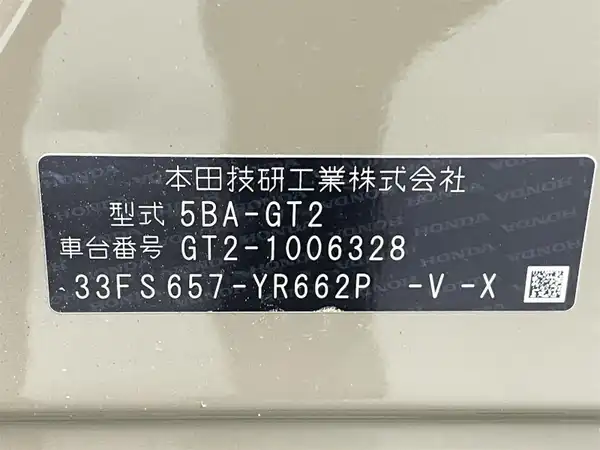 本田技研工業株式会社
型式 5BA-GT2
車台番号 GT2-1006328
33FS657-YR662P -V-X